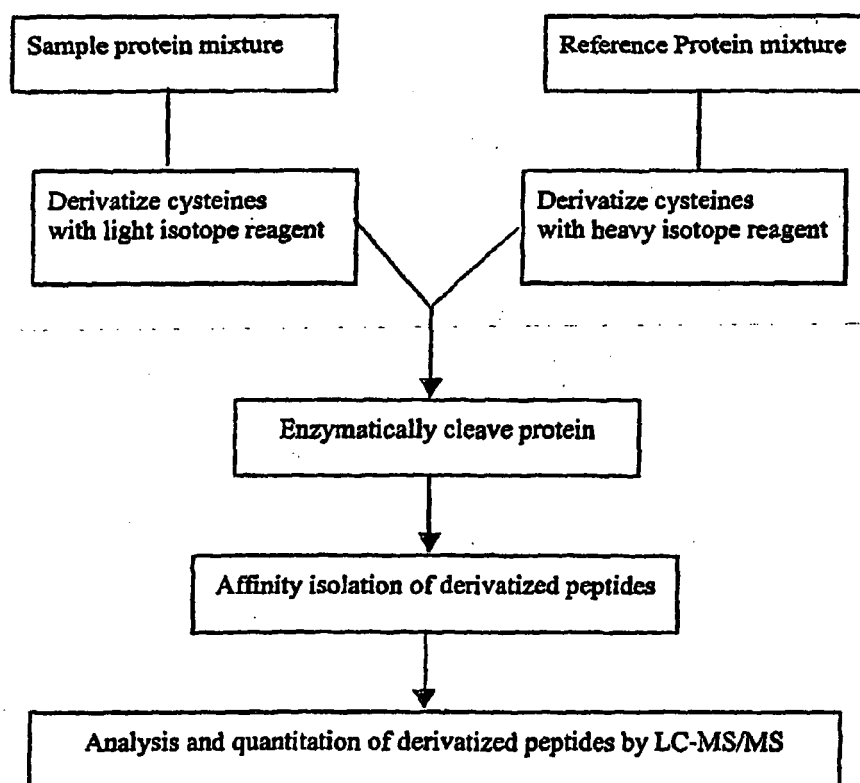 Sample protein mixture
Reference Protein mixture
Derivatize cysteines
with light isotope reagent
Derivatize cysteines
with heavy isotope reagent
Enzymatically cleave protein
Affinity isolation of derivatized peptides
Analysis and quantitation of derivatized peptides by LC-MS/MS